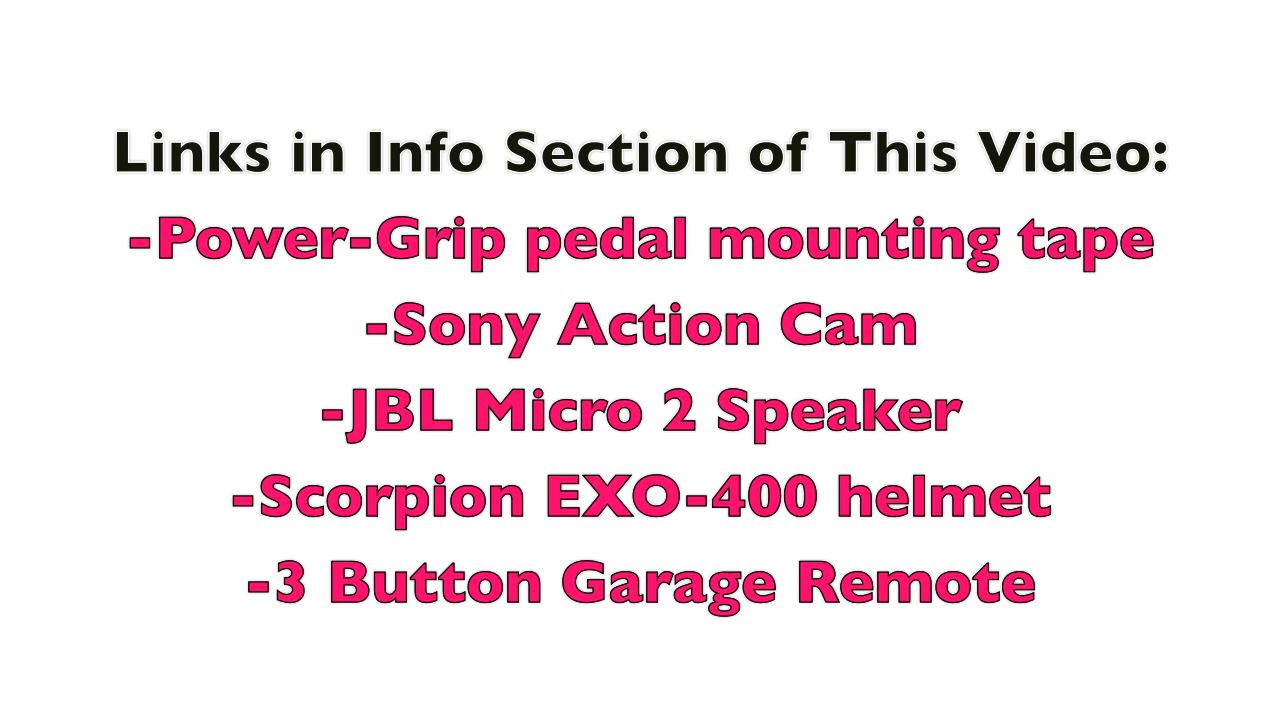 Links in Info Section of This Video:
-Power-Grip pedal mounting tape
-Sony Action Cam
-JBL Micro 2 Speaker
-Scorpion EXO-400 helmet
-3 Button Garage Remote